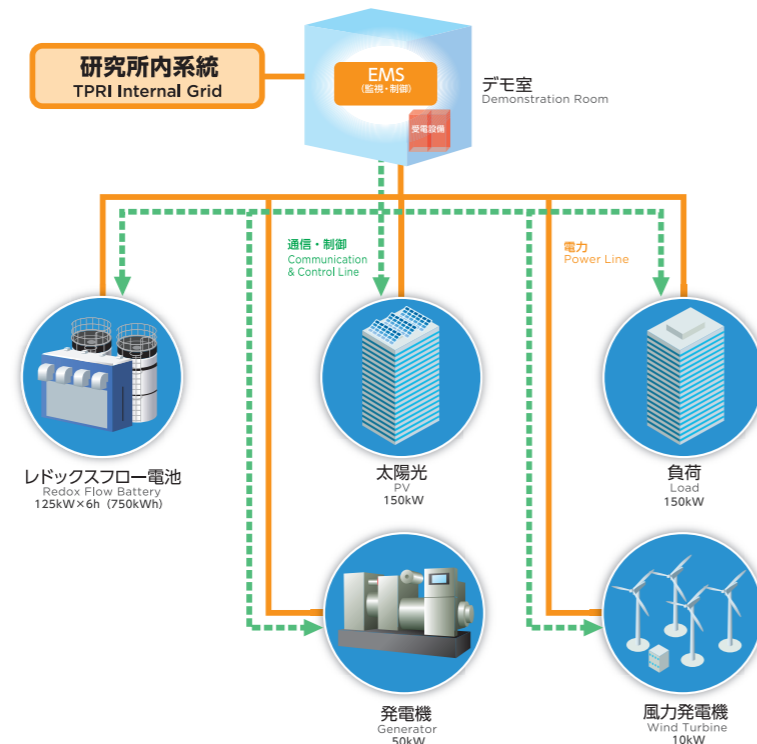 研究所内系統
TPRI Internal Grid
EMS
(監視・制御)
受電設備
デモ室
Demonstration Room
通信・制御
Communication
& Control Line
電力
Power Line
レドックスフロー電池
Redox Flow Battery
125kW×6h（750kWh）
太陽光
PV
150kW
負荷
Load
150kW
発電機
Generator
50kW
風力発電機
Wind Turbine
10kW